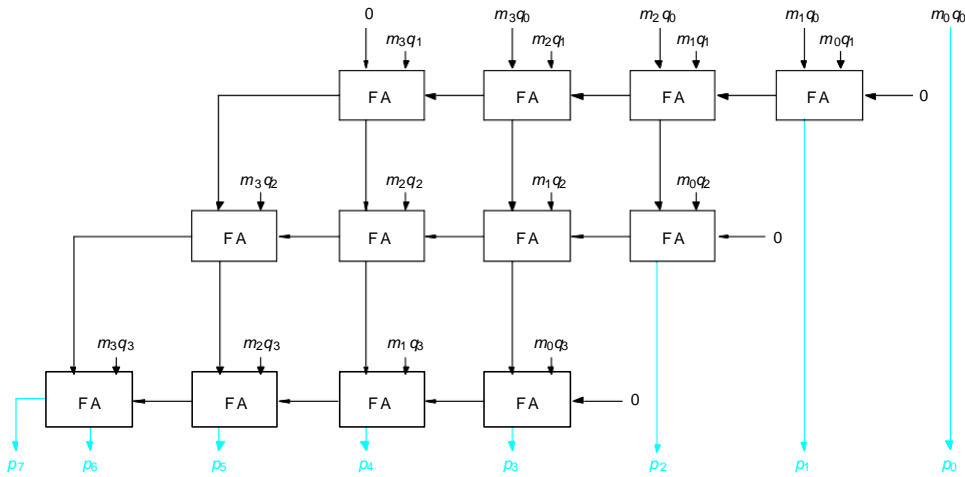 0 m₃q₀ m₂q₀ m₁q₀ m₀q₀
m₃q₁ m₂q₁ m₁q₁ m₀q₁
FA FA FA FA 0
m₃q₂ m₂q₂ m₁q₂ m₀q₂
FA FA FA FA 0
m₃q₃ m₂q₃ m₁q₃ m₀q₃
FA FA FA FA 0
p₇ p₆ p₅ p₄ p₃ p₂ p₁ p₀